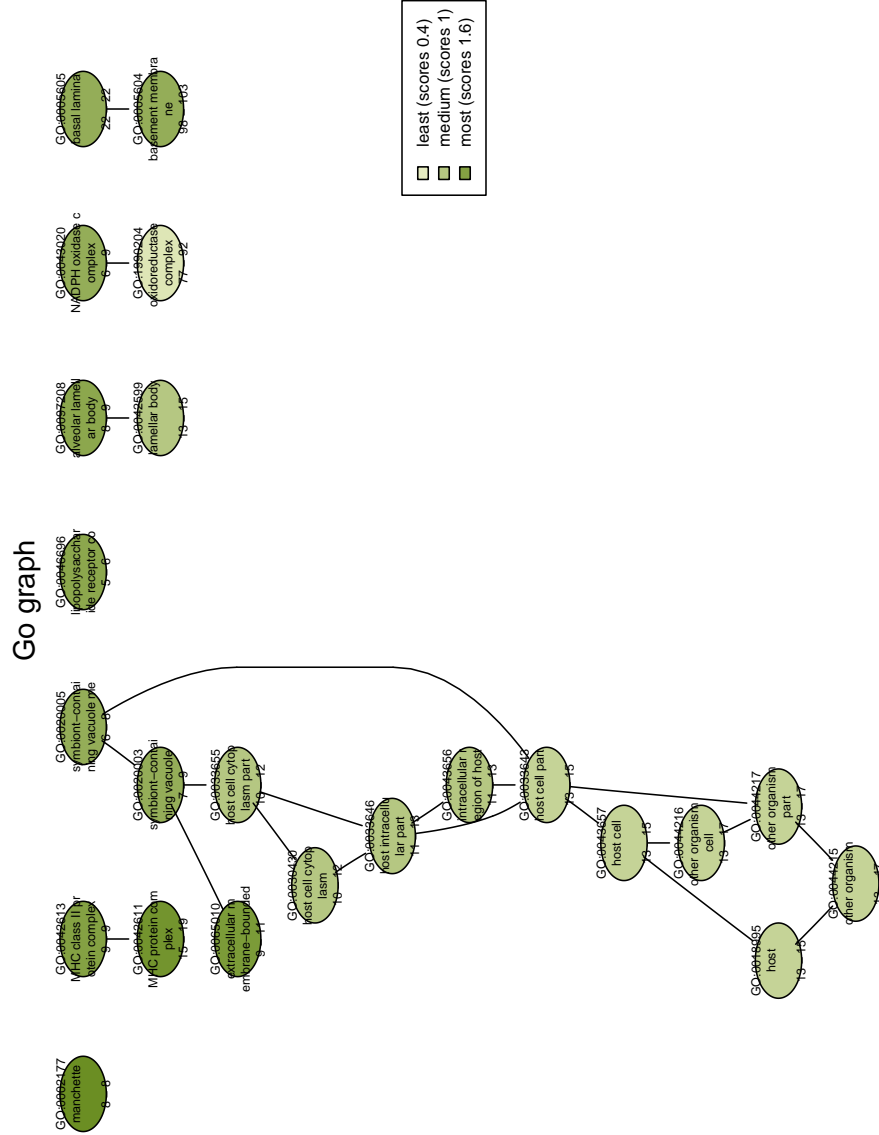 Go graph
GO:0002177
manchette
8 8
GO:0042613
MHC class II pr
otein complex
9 9
GO:0020005
symbiont−contai
ning vacuole me
6 8
GO:0046696
lipopolysacchar
ide receptor co
5 6
GO:0097208
alveolar lamell
ar body
8 9
GO:0043020
NADPH oxidase c
omplex
6 9
GO:0005605
basal lamina
22 22
GO:0042611
MHC protein com
plex
15 19
GO:0020003
symbiont−contai
ning vacuole
7 9
GO:0042599
lamellar body
13 15
GO:1990204
oxidoreductase
complex
77 92
GO:0005604
basement membra
ne
98 103
GO:0065010
extracellular m
embrane−bounded
9 11
GO:0033655
host cell cytop
lasm part
10 12
GO:0030430
host cell cytop
lasm
10 12
GO:0033646
host intracellu
lar part
11 13
GO:0043656
intracellular r
egion of host
11 13
GO:0033643
host cell part
13 15
GO:0043657
host cell
13 15
GO:0044216
other organism
cell
13 17
GO:0018995
host
13 15
GO:0044217
other organism
part
13 17
GO:0044215
other organism
13 17
least (scores 0.4)
medium (scores 1)
most (scores 1.6)